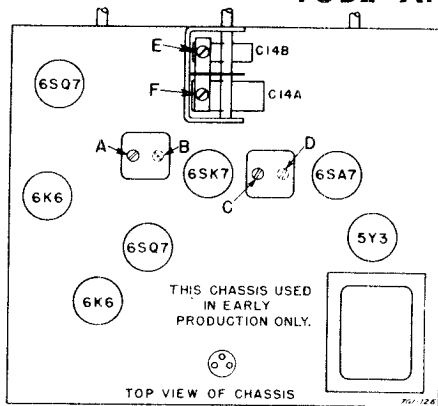 E
C14B
6SQ7
F
C14A
A
B
6SK7
D
6SA7
C
6K6
6SQ7
5Y3
6K6
THIS CHASSIS USED
IN EARLY
PRODUCTION ONLY.
TOP VIEW OF CHASSIS